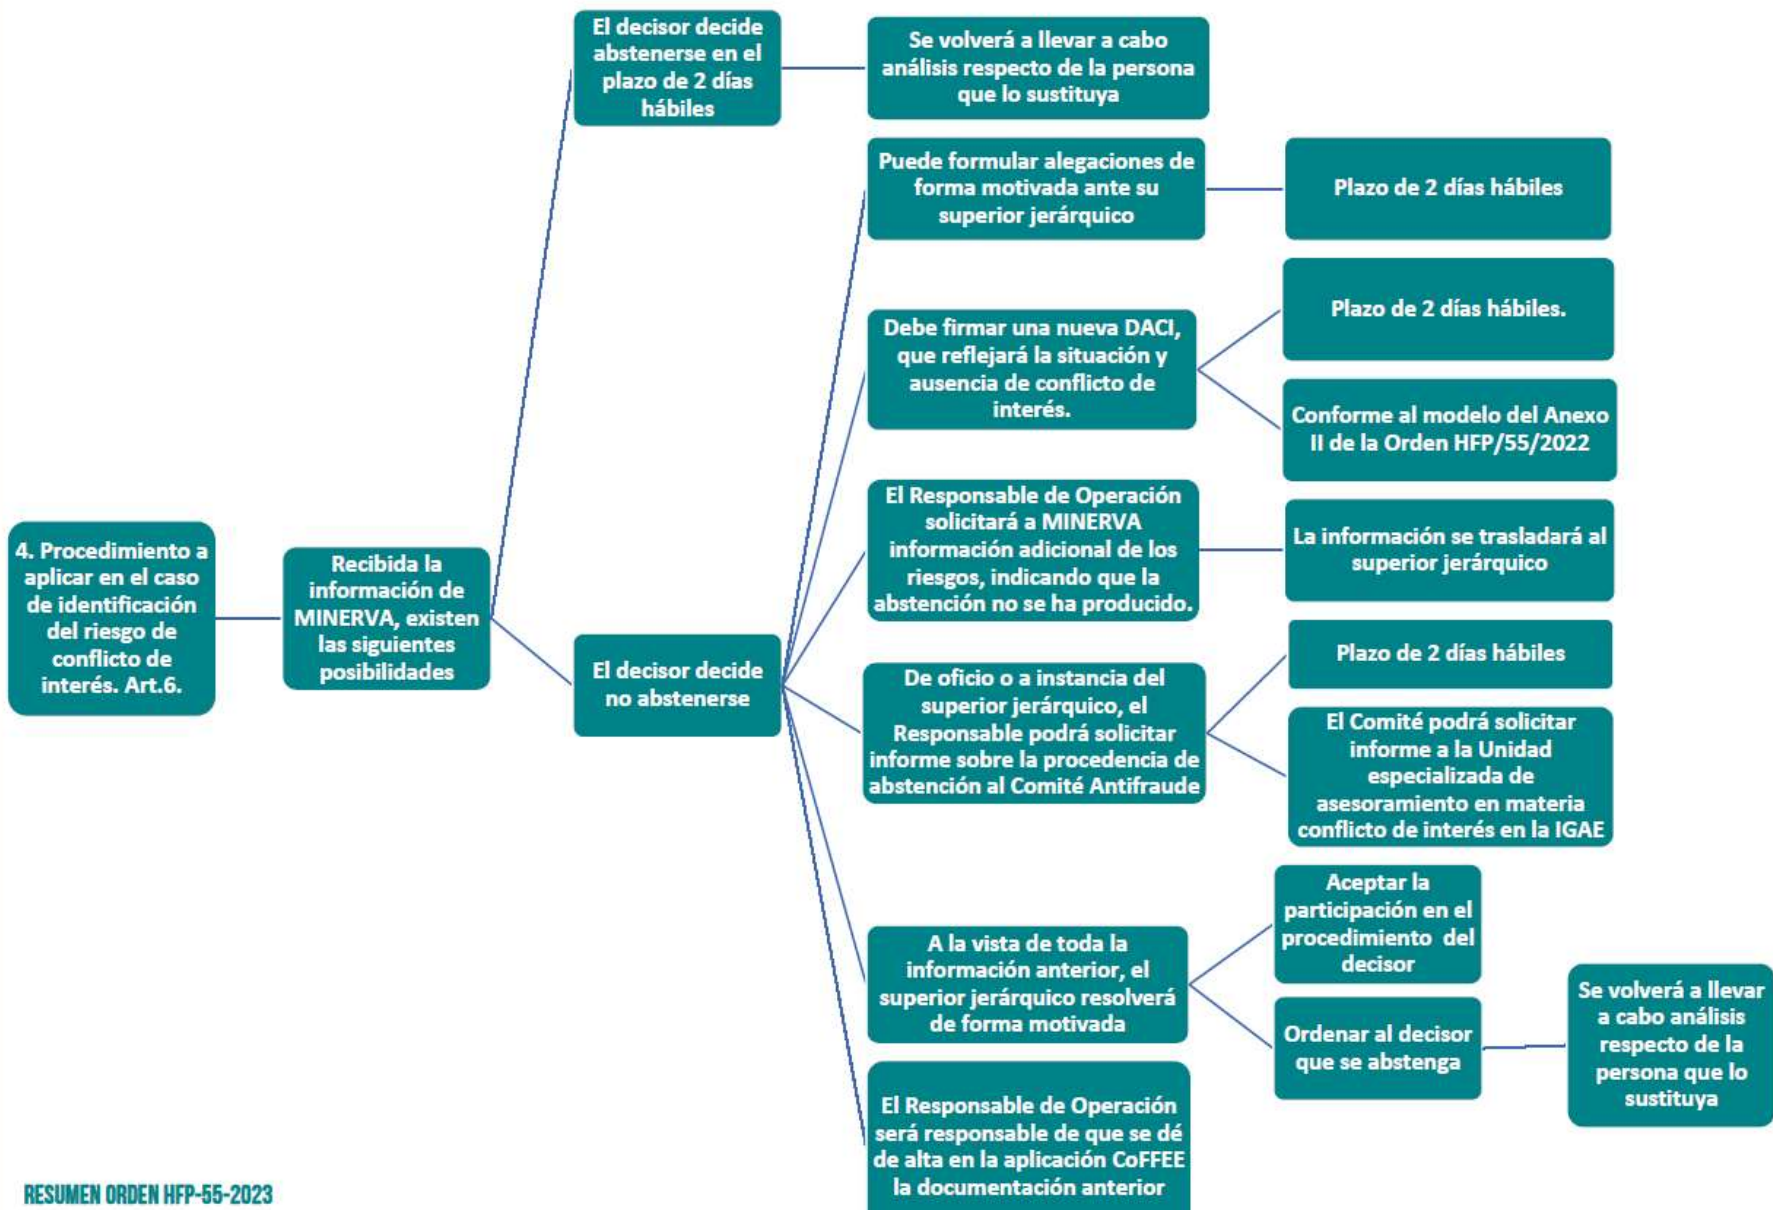 4. Procedimiento a
aplicar en el caso
de identificación
del riesgo de
conflicto de
interés. Art.6.
Recibida la
información de
MINERVA, existen
las siguientes
posibilidades
El decisor decide
abstenerse en el
plazo de 2 días
hábiles
Se volverá a llevar a cabo
análisis respecto de la persona
que lo sustituya
El decisor decide
no abstenerse
Puede formular alegaciones de
forma motivada ante su
superior jerárquico
Plazo de 2 días hábiles
Debe firmar una nueva DACI,
que reflejará la situación y
ausencia de conflicto de
interés.
Plazo de 2 días hábiles.
Conforme al modelo del Anexo
II de la Orden HFP/55/2022
El Responsable de Operación
solicitará a MINERVA
información adicional de los
riesgos, indicando que la
abstención no se ha producido.
La información se trasladará al
superior jerárquico
De oficio o a instancia del
superior jerárquico, el
Responsable podrá solicitar
informe sobre la procedencia de
abstención al Comité Antifraude
Plazo de 2 días hábiles
El Comité podrá solicitar
informe a la Unidad
especializada de
asesoramiento en materia
conflicto de interés en la IGAE
A la vista de toda la
información anterior, el
superior jerárquico resolverá
de forma motivada
Aceptar la
participación en el
procedimiento del
decisor
Ordenar al decisor
que se abstenga
Se volverá a llevar
a cabo análisis
respecto de la
persona que lo
sustituya
El Responsable de Operación
será responsable de que se dé
de alta en la aplicación CoFFEE
la documentación anterior
RESUMEN ORDEN HFP-55-2023